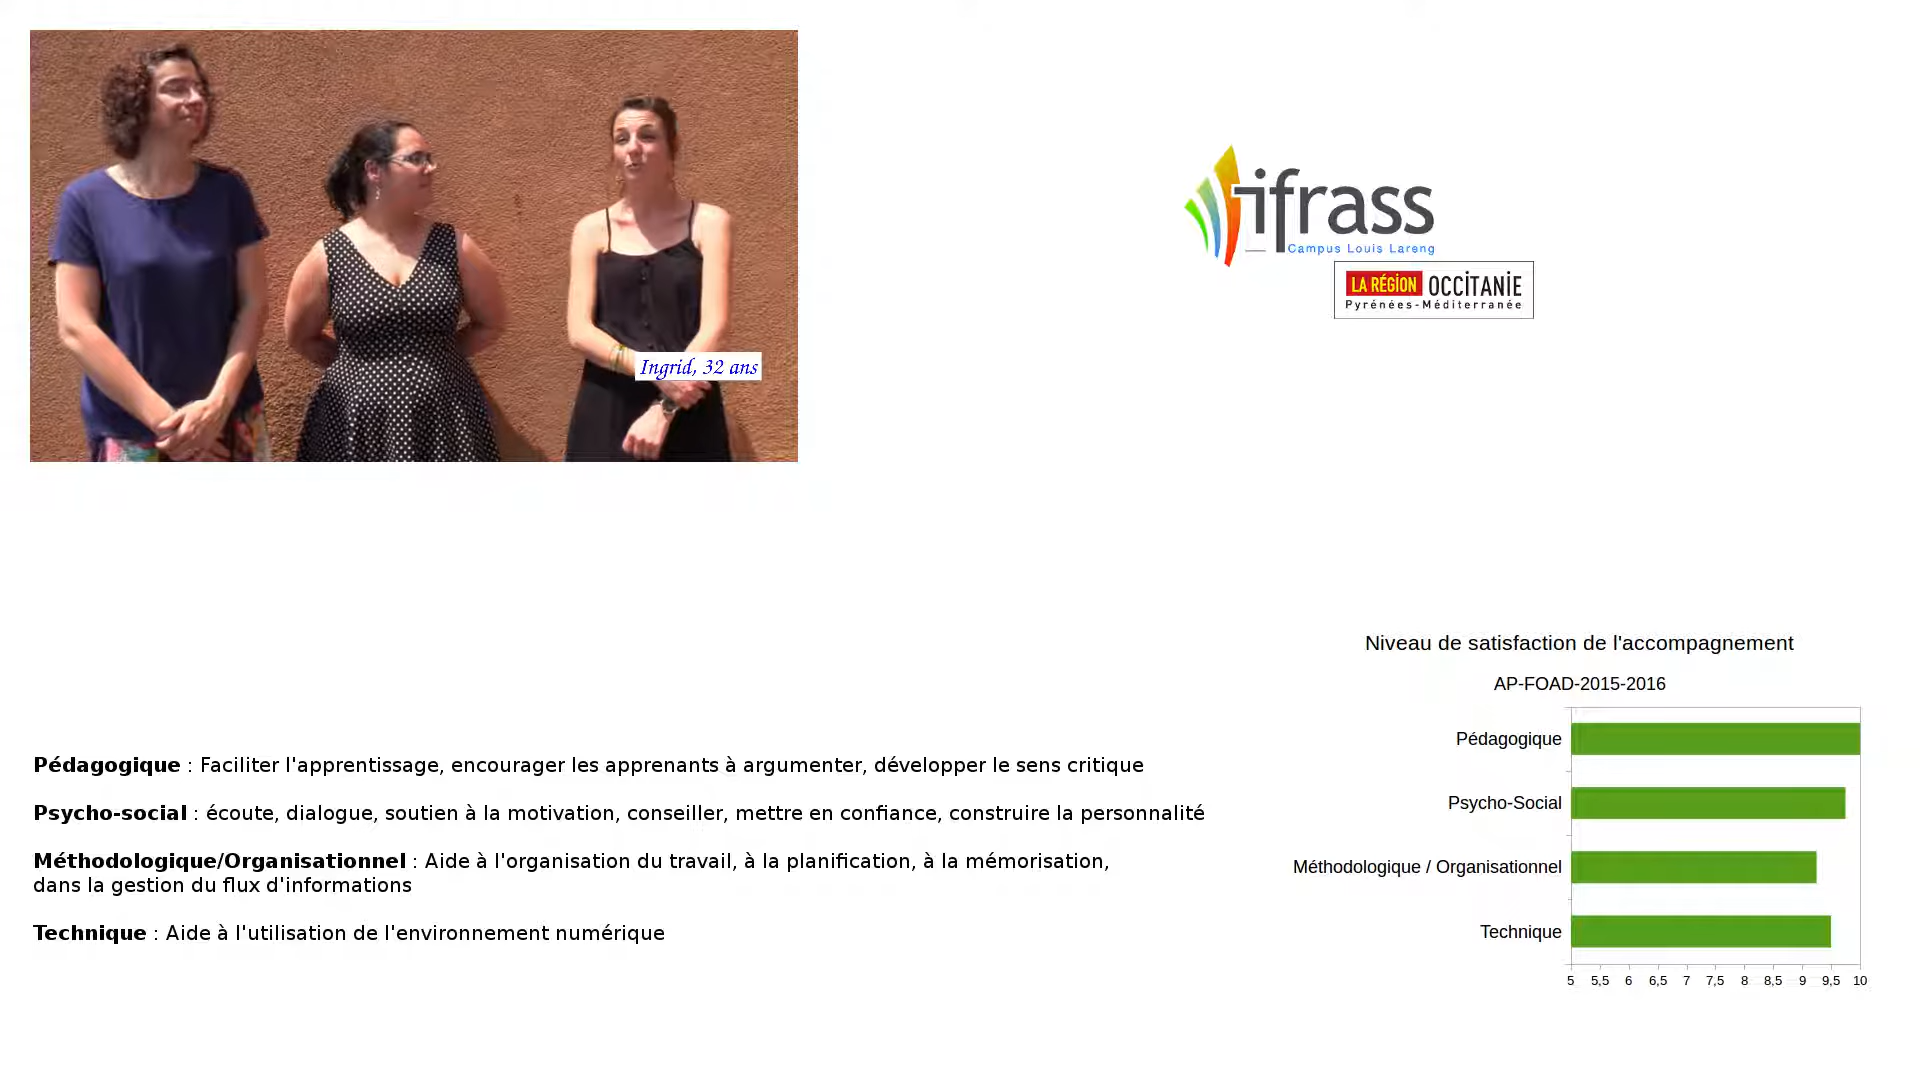 Ingrid, 32 ans
ifrass
Campus Louis Lareng
LA RÉGION OCCITANIE
Pyrénées-Méditerranée
Pédagogique : Faciliter l'apprentissage, encourager les apprenants à argumenter, développer le sens critique
Psycho-social : écoute, dialogue, soutien à la motivation, conseiller, mettre en confiance, construire la personnalité
Méthodologique/Organisationnel : Aide à l'organisation du travail, à la planification, à la mémorisation,
dans la gestion du flux d'informations
Technique : Aide à l'utilisation de l'environnement numérique
Niveau de satisfaction de l'accompagnement
AP-FOAD-2015-2016
Pédagogique
Psycho-Social
Méthodologique / Organisationnel
Technique
5 5,5 6 6,5 7 7,5 8 8,5 9 9,5 10